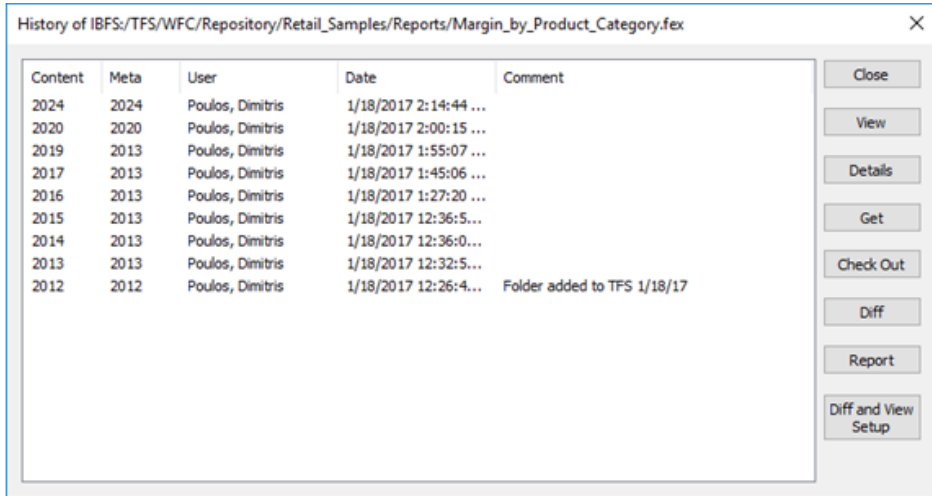 History of IBFS:/TFS/WFC/Repository/Retail_Samples/Reports/Margin_by_Product_Category.fex
Content Meta User Date Comment
2024 2024 Poulos, Dimitris 1/18/2017 2:14:44 ...
2020 2020 Poulos, Dimitris 1/18/2017 2:00:15 ...
2019 2013 Poulos, Dimitris 1/18/2017 1:55:07 ...
2017 2013 Poulos, Dimitris 1/18/2017 1:45:06 ...
2016 2013 Poulos, Dimitris 1/18/2017 1:27:20 ...
2015 2013 Poulos, Dimitris 1/18/2017 12:36:5...
2014 2013 Poulos, Dimitris 1/18/2017 12:36:0...
2013 2013 Poulos, Dimitris 1/18/2017 12:32:5...
2012 2012 Poulos, Dimitris 1/18/2017 12:26:4... Folder added to TFS 1/18/17
Close
View
Details
Get
Check Out
Diff
Report
Diff and View
Setup